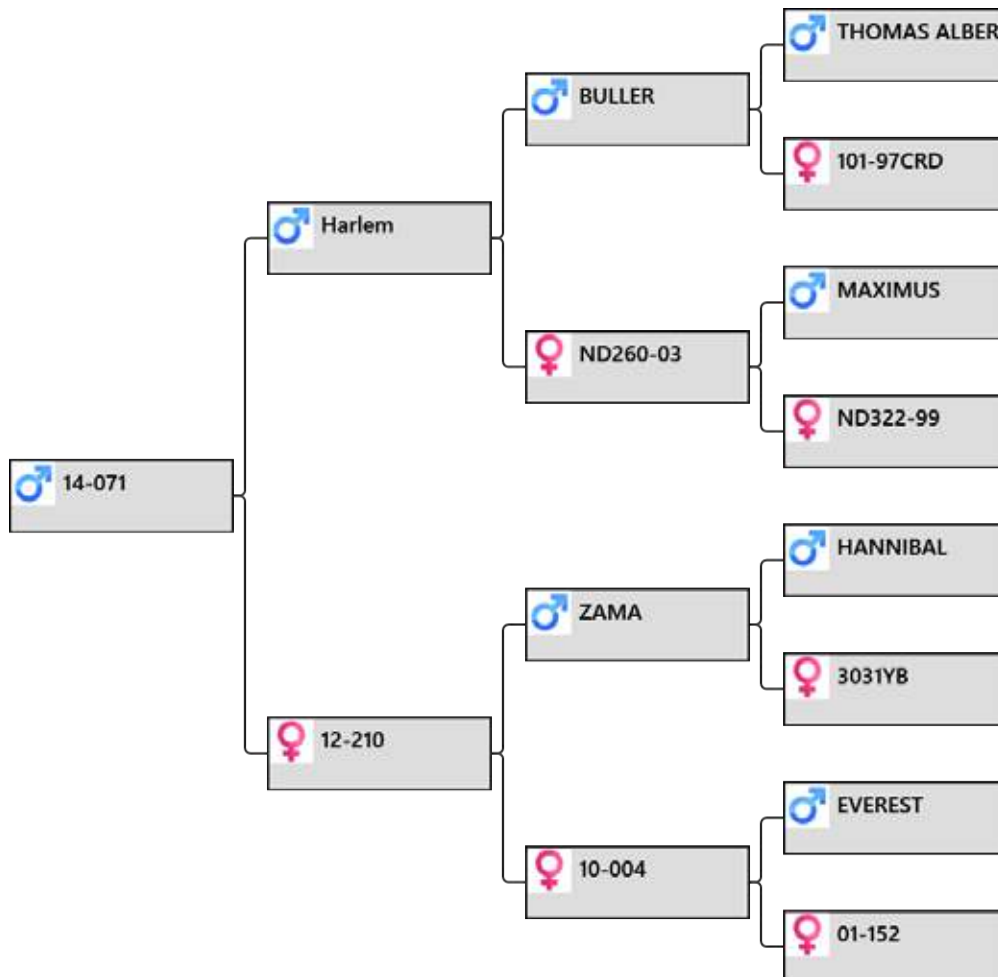 THOMAS ALBER
BULLER
101-97CRD
Harlem
MAXIMUS
ND260-03
ND322-99
14-071
HANNIBAL
ZAMA
3031YB
12-210
EVEREST
10-004
01-152